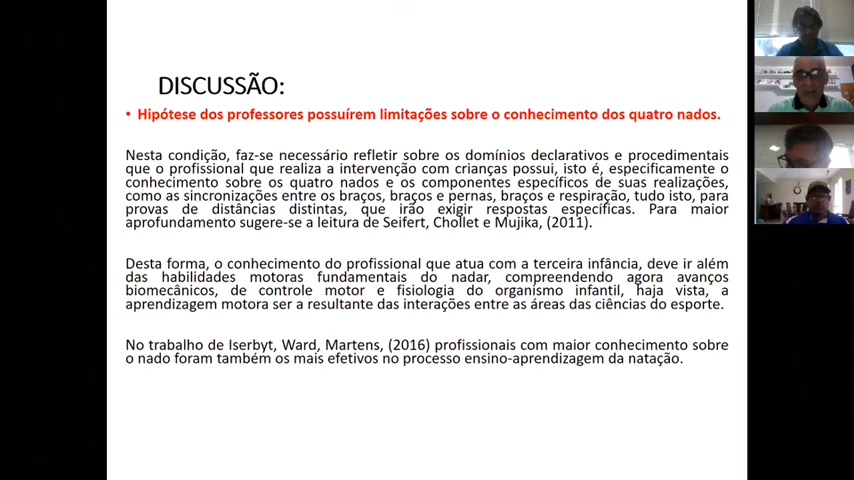 DISCUSSÃO:
• Hipótese dos professores possuírem limitações sobre o conhecimento dos quatro nados.
Nesta condição, faz-se necessário refletir sobre os domínios declarativos e procedimentais
que o profissional que realiza a intervenção com crianças possui, isto é, especificamente o
conhecimento sobre os quatro nados e os componentes específicos de suas realizações,
como as sincronizações entre os braços, braços e pernas, braços e respiração, tudo isto, para
provas de distâncias distintas, que irão exigir respostas específicas. Para maior
aprofundamento sugere-se a leitura de Seifert, Chollet e Mujika, (2011).
Desta forma, o conhecimento do profissional que atua com a terceira infância, deve ir além
das habilidades motoras fundamentais do nadar, compreendendo agora avanços
biomecânicos, de controle motor e fisiologia do organismo infantil, haja vista, a
aprendizagem motora ser a resultante das interações entre as áreas das ciências do esporte.
No trabalho de Iserbyt, Ward, Martens, (2016) profissionais com maior conhecimento sobre
o nado foram também os mais efetivos no processo ensino-aprendizagem da natação.